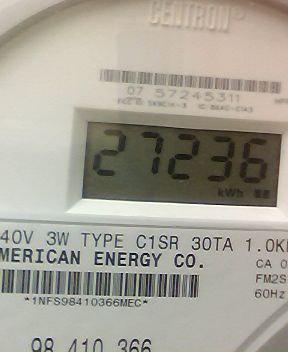 CENTRON®
07 57245311
27236
kWh
40V 3W TYPE C1SR 30TA 1.0K
MERICAN ENERGY CO.
CA 0
FM2S
60Hz
*1NFS98410366MEC*
98 410 366